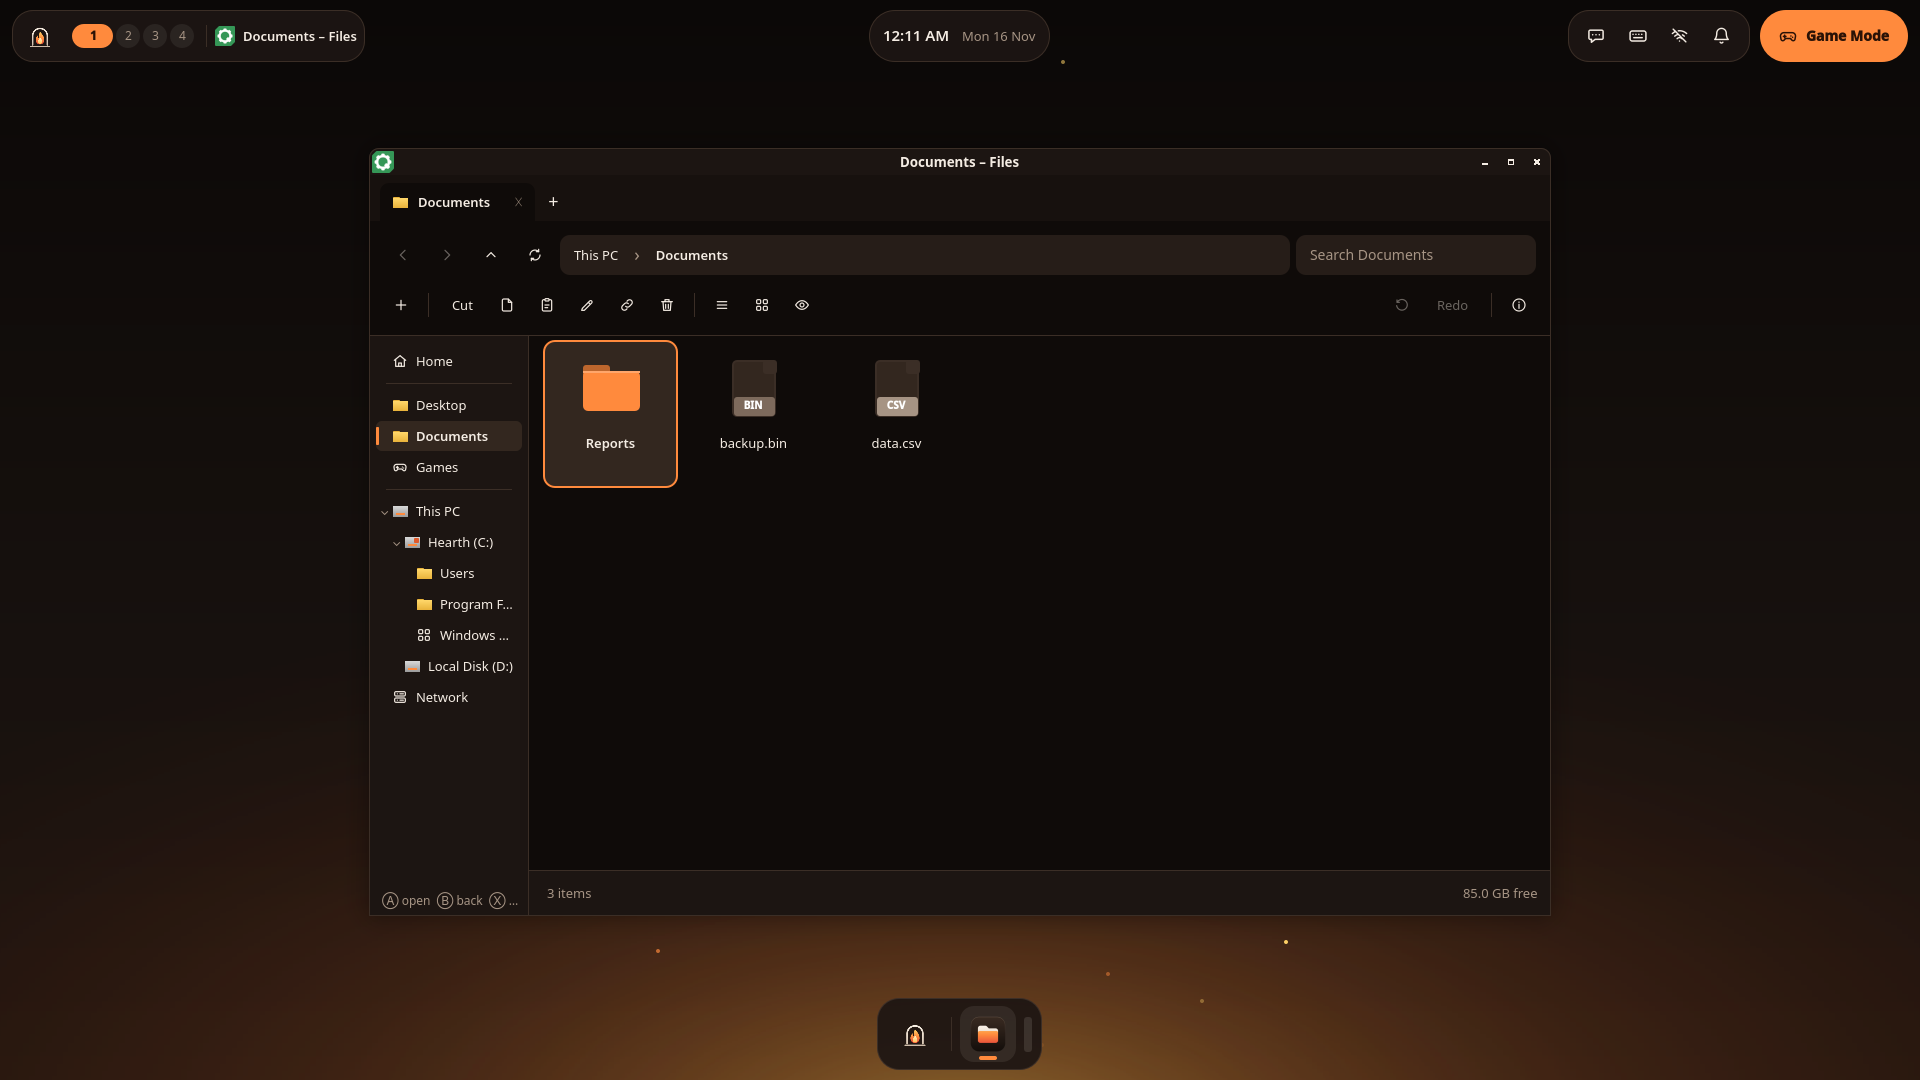 1 2 3 4 Documents – Files
12:11 AM Mon 16 Nov
Game Mode
Documents – Files
Documents X +
This PC › Documents
Search Documents
Cut
Redo
Home
Desktop
Documents
Games
This PC
Hearth (C:)
Users
Program F...
Windows ...
Local Disk (D:)
Network
A open B back X ...
Reports
BIN
backup.bin
CSV
data.csv
3 items
85.0 GB free